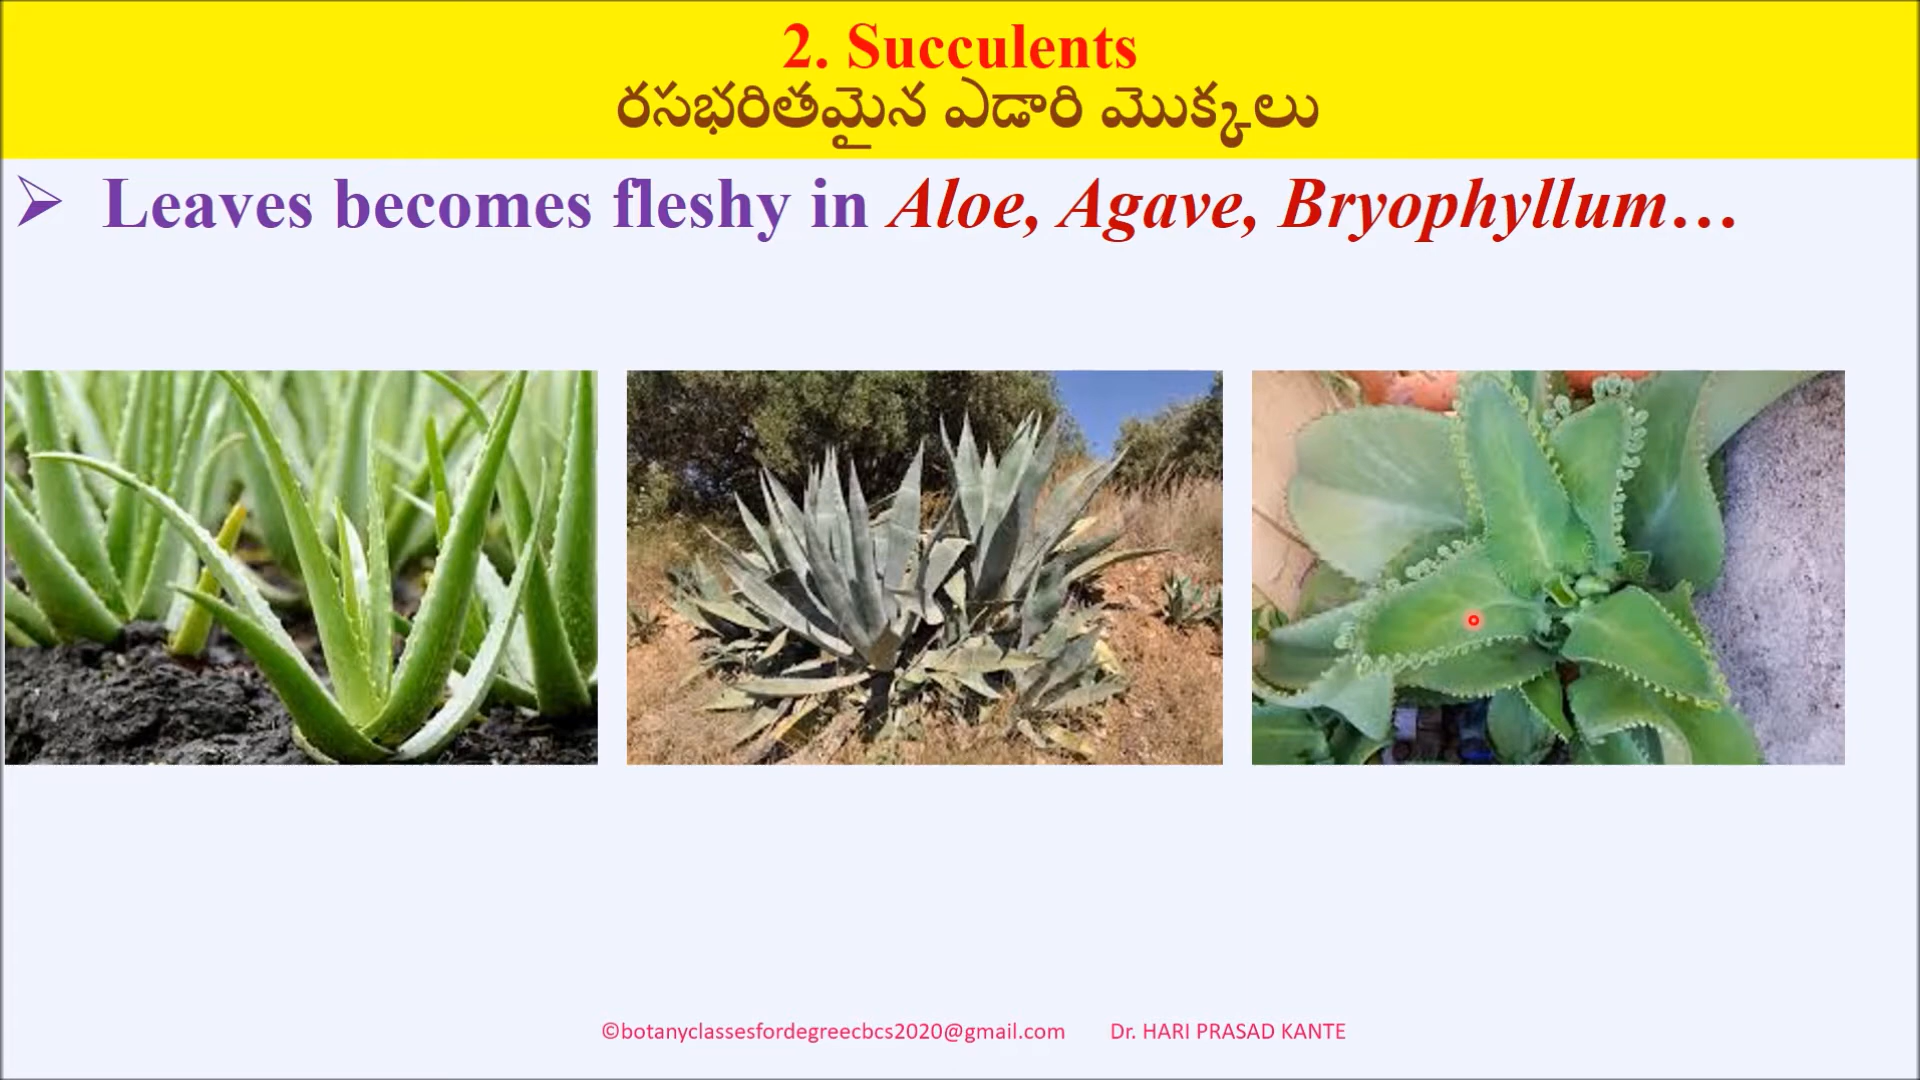 2. Succulents
రసభరితమైన ఎడారి మొక్కలు
➢ Leaves becomes fleshy in Aloe, Agave, Bryophyllum…
©botanyclassesfordegreecbcs2020@gmail.com Dr. HARI PRASAD KANTE